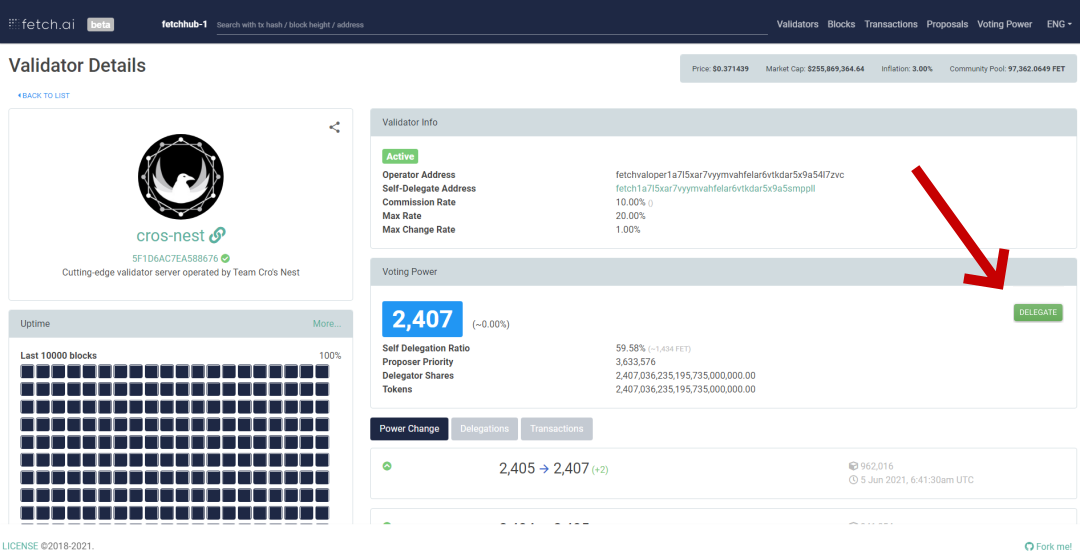 fetch.ai beta fetchhub-1 Search with tx hash / block height / address Validators Blocks Transactions Proposals Voting Power ENG
Validator Details
Price: $0.371439 Market Cap: $255,869,364.64 Inflation: 3.00% Community Pool: 97,362.0649 FET
BACK TO LIST
cros-nest
5F1D6AC7EA588676
Cutting-edge validator server operated by Team Cro's Nest
Uptime More...
Last 10000 blocks 100%
Validator Info
Active
Operator Address fetchvaloper1a7l5xar7vyymvahfelar6vtkdar5x9a54l7zvc
Self-Delegate Address fetch1a7l5xar7vyymvahfelar6vtkdar5x9a5smppll
Commission Rate 10.00% ()
Max Rate 20.00%
Max Change Rate 1.00%
Voting Power
2,407 (~0.00%)
DELEGATE
Self Delegation Ratio 59.58% (~1,434 FET)
Proposer Priority 3,633,576
Delegator Shares 2,407,036,235,195,735,000,000.00
Tokens 2,407,036,235,195,735,000,000.00
Power Change Delegations Transactions
2,405 → 2,407 (+2)
962,016
5 Jun 2021, 6:41:30am UTC
LICENSE ©2018-2021.
Fork me!